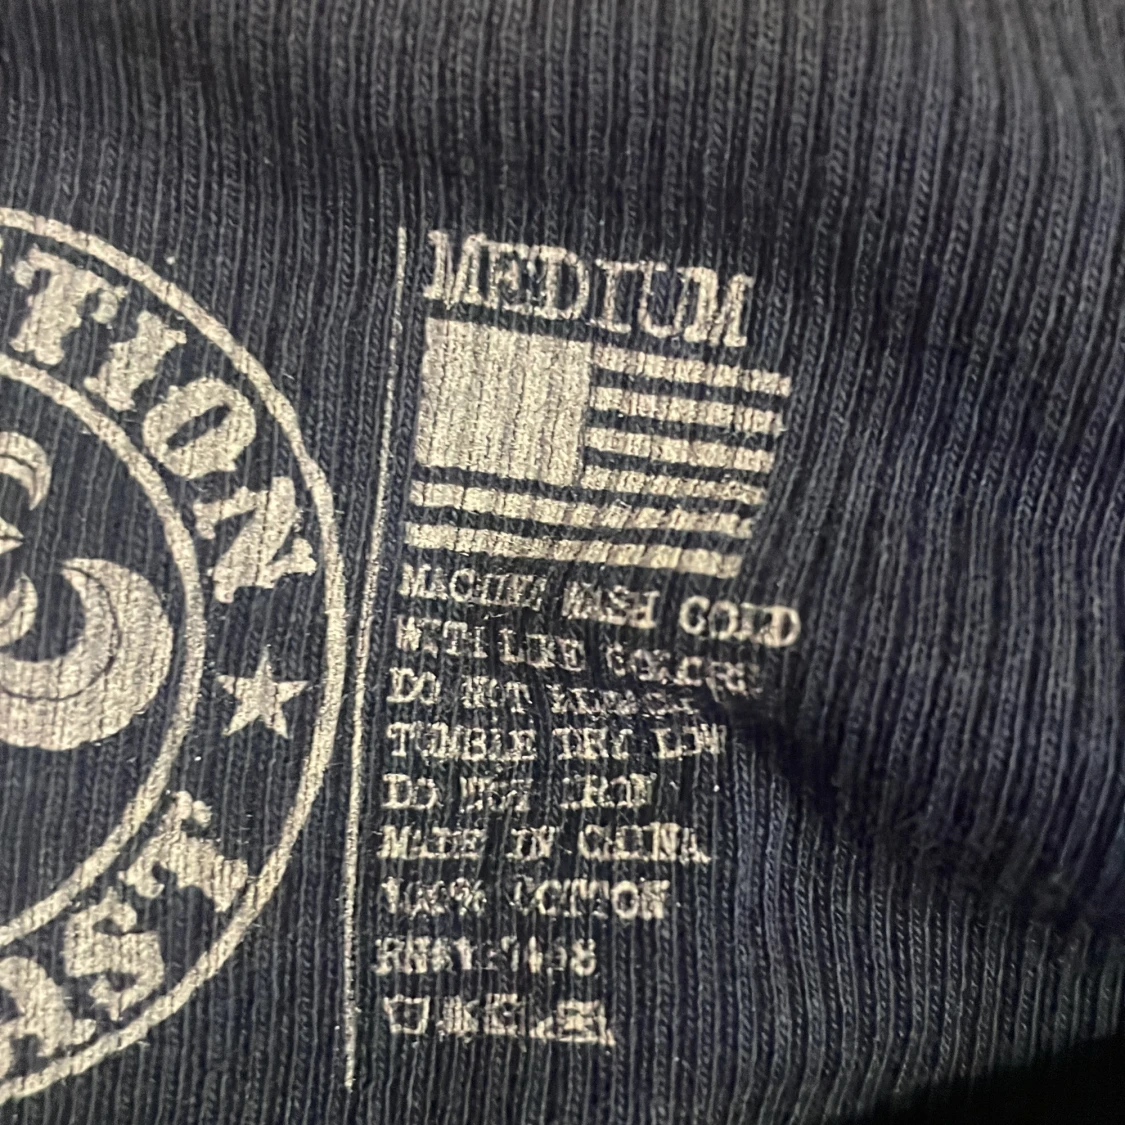 TION
MEDIUM
MACHINE WASH COLD
WITH LIKE COLORS
DO NOT BLEACH
TUMBLE DRY LOW
DO NOT IRON
MADE IN CHINA
100% COTTON